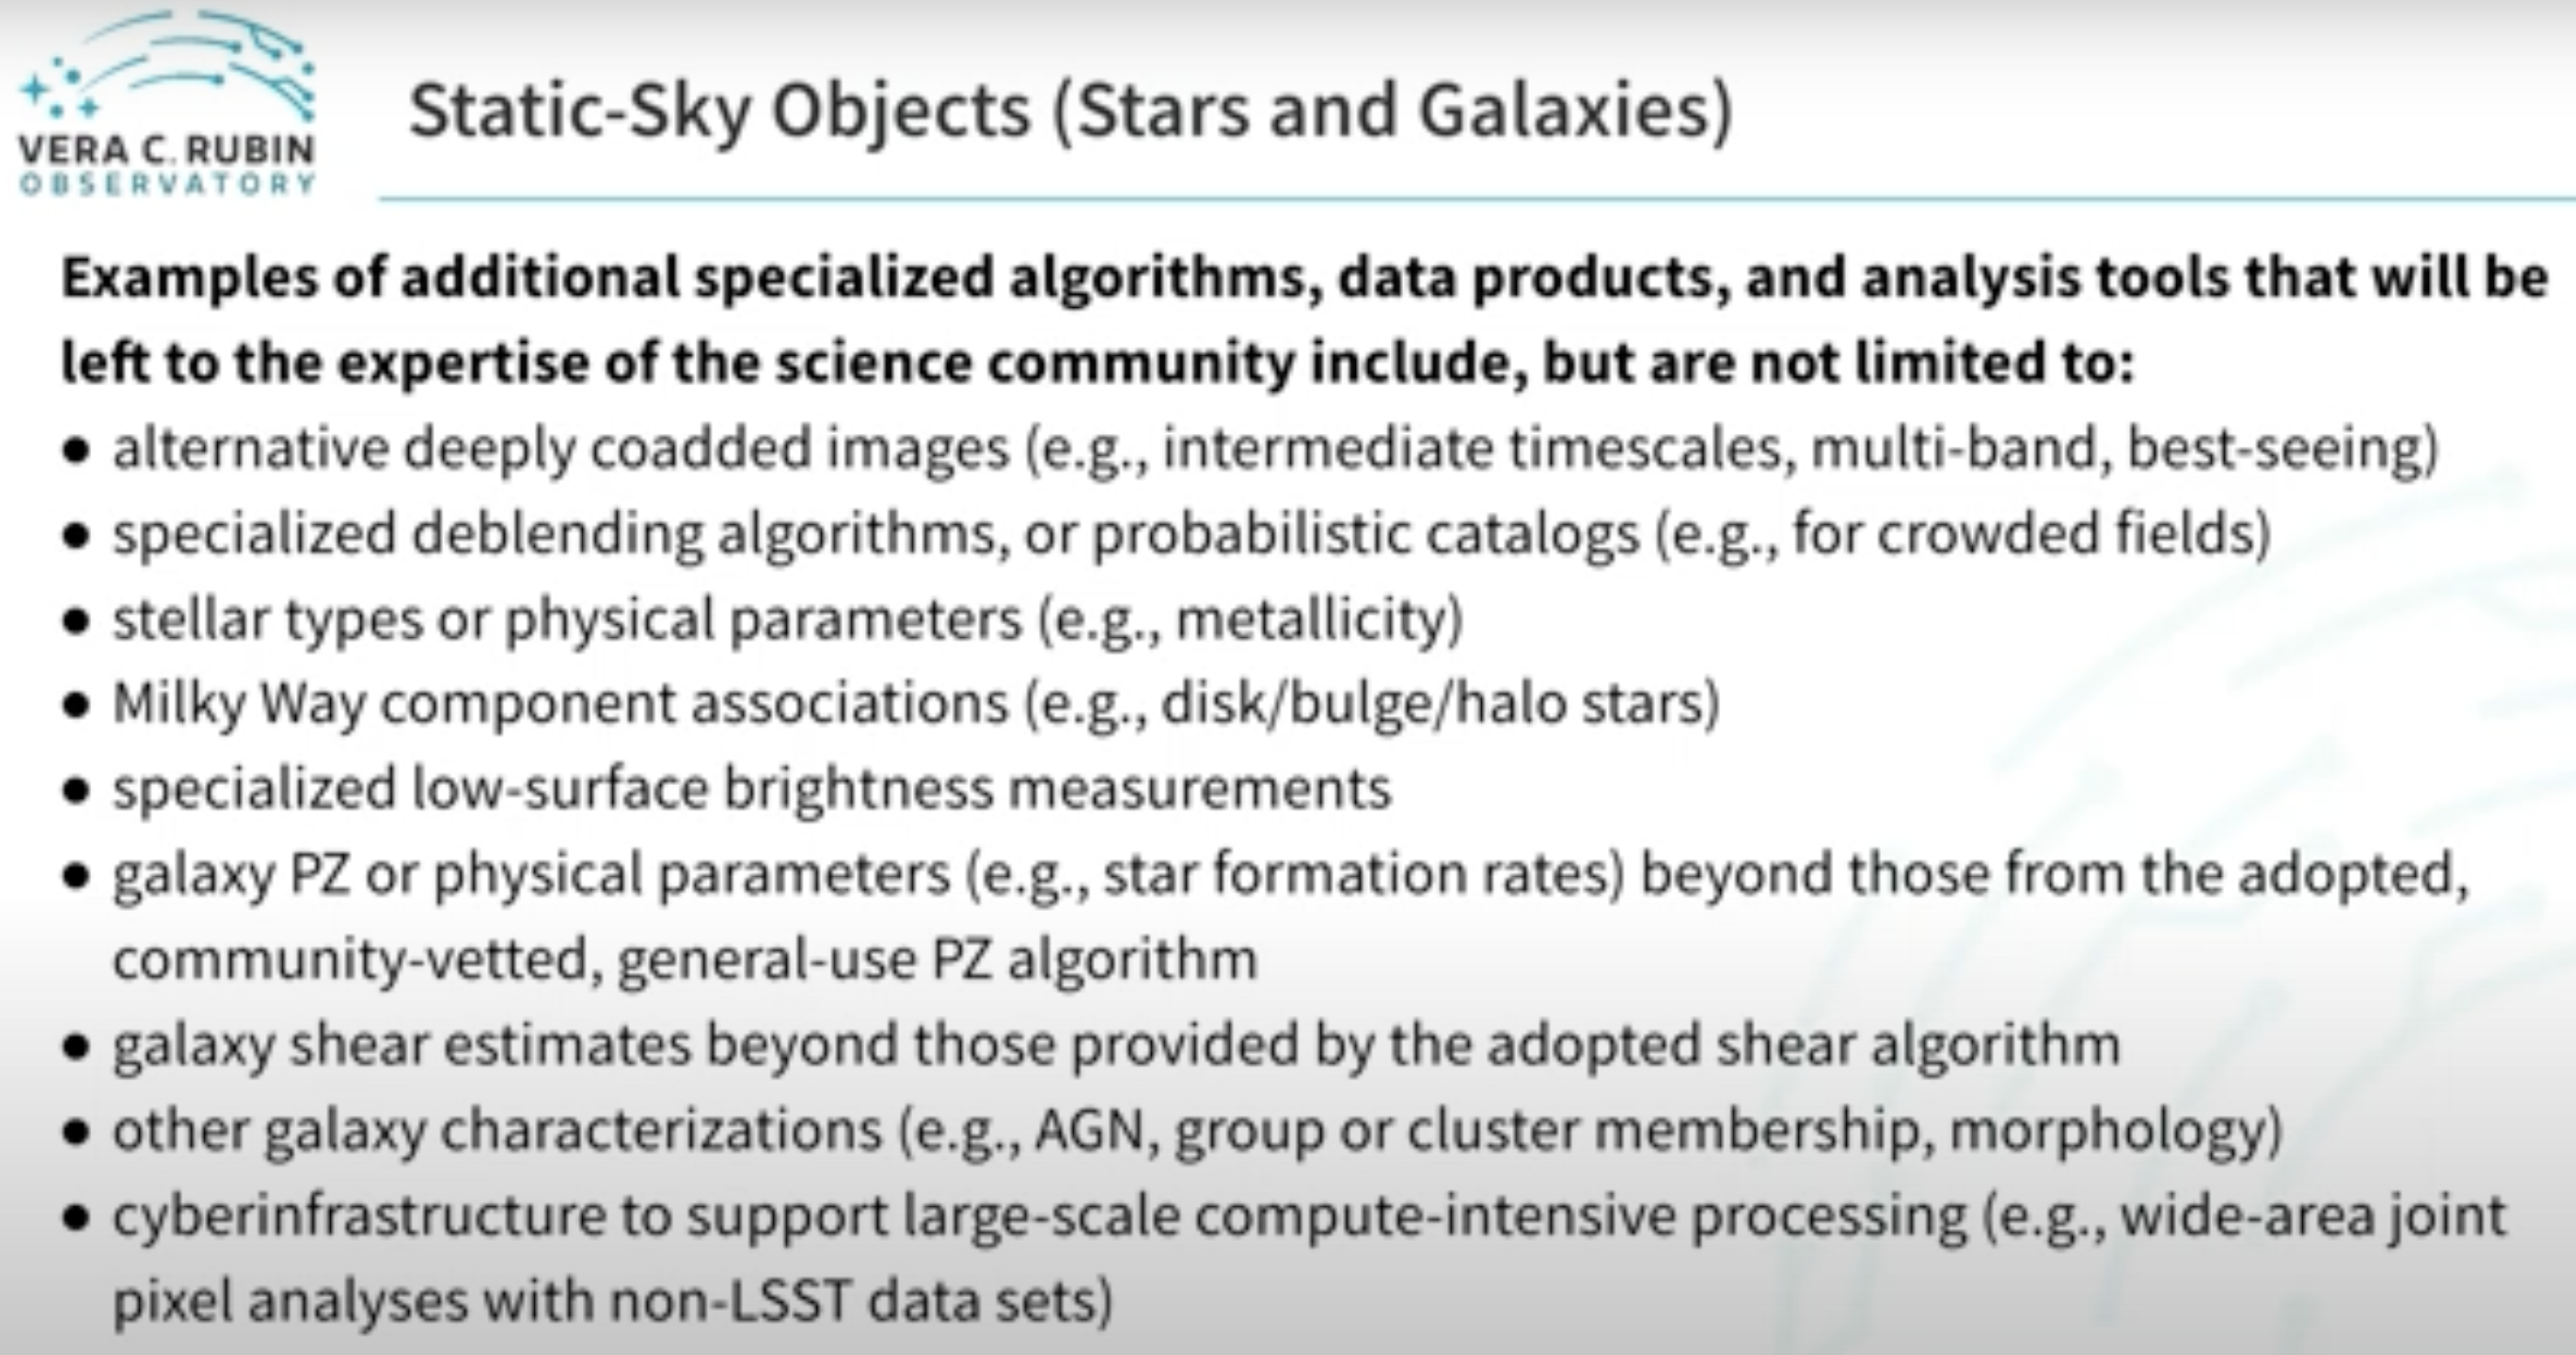 VERA C. RUBIN
OBSERVATORY
Static-Sky Objects (Stars and Galaxies)
Examples of additional specialized algorithms, data products, and analysis tools that will be
left to the expertise of the science community include, but are not limited to:
● alternative deeply coadded images (e.g., intermediate timescales, multi-band, best-seeing)
● specialized deblending algorithms, or probabilistic catalogs (e.g., for crowded fields)
● stellar types or physical parameters (e.g., metallicity)
● Milky Way component associations (e.g., disk/bulge/halo stars)
● specialized low-surface brightness measurements
● galaxy PZ or physical parameters (e.g., star formation rates) beyond those from the adopted,
community-vetted, general-use PZ algorithm
● galaxy shear estimates beyond those provided by the adopted shear algorithm
● other galaxy characterizations (e.g., AGN, group or cluster membership, morphology)
● cyberinfrastructure to support large-scale compute-intensive processing (e.g., wide-area joint
pixel analyses with non-LSST data sets)